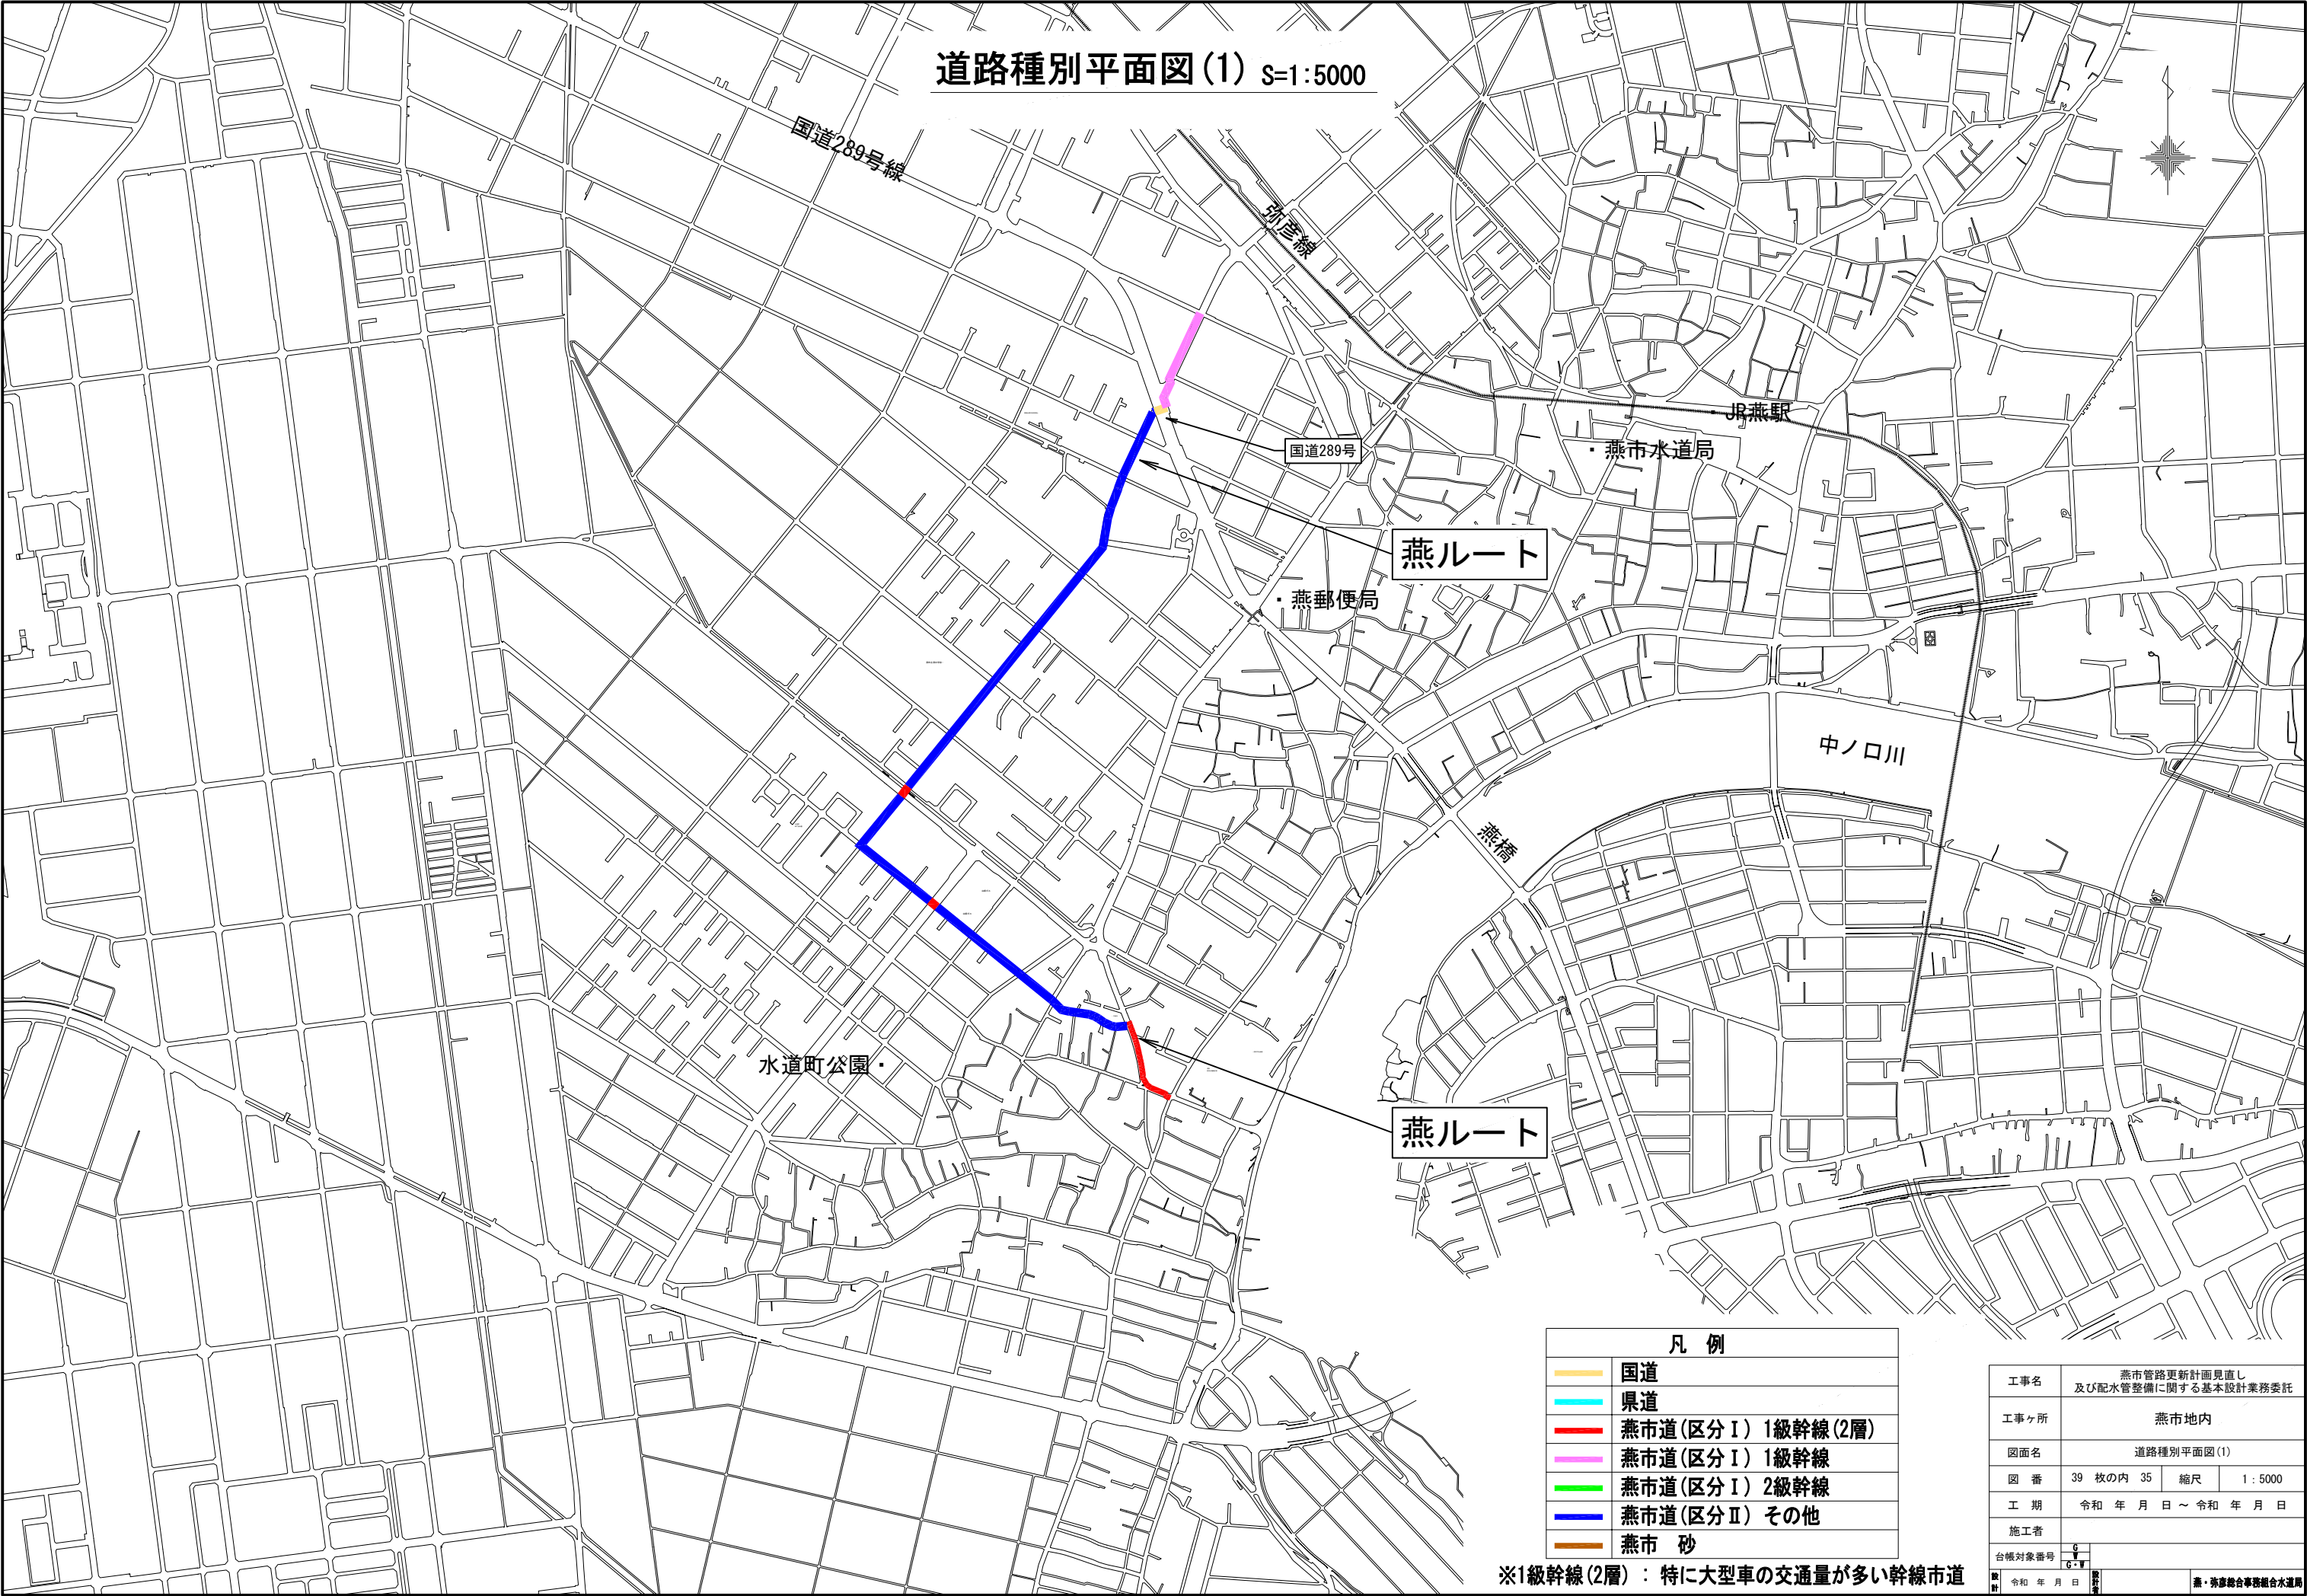 道路種別平面図(1) S=1:5000
国道289号線
弥彦線
・JR燕駅
・燕市水道局
国道289号
燕ルート
・燕郵便局
中ノ口川
燕橋
水道町公園・
燕ルート
凡 例
国道
県道
燕市道(区分Ⅰ) 1級幹線(2層)
燕市道(区分Ⅰ) 1級幹線
燕市道(区分Ⅰ) 2級幹線
燕市道(区分Ⅱ) その他
燕市 砂
※1級幹線(2層) : 特に大型車の交通量が多い幹線市道
工事名 燕市管路更新計画見直し
及び配水管整備に関する基本設計業務委託
工事ヶ所 燕市地内
図面名 道路種別平面図(1)
図 番 39 枚の内 35 縮尺 1:5000
工 期 令和 年 月 日 ~ 令和 年 月 日
施工者
台帳対象番号 G W G・W
設計 令和 年 月 日 設計者 燕・弥彦総合事務組合水道局